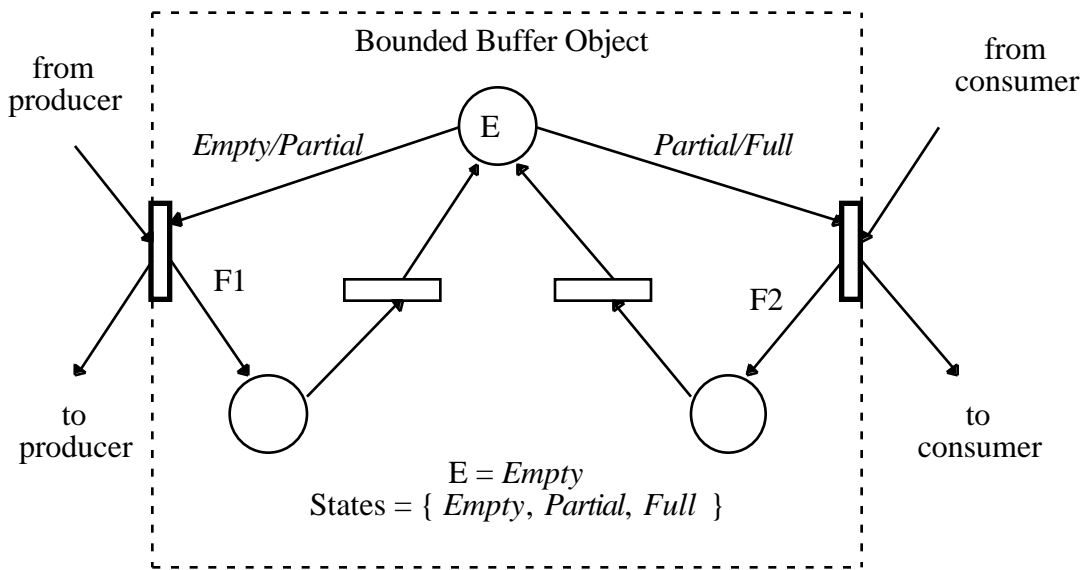 Bounded Buffer Object
from
producer
from
consumer
E
Empty/Partial
Partial/Full
F1
F2
to
producer
to
consumer
E = Empty
States = { Empty, Partial, Full }